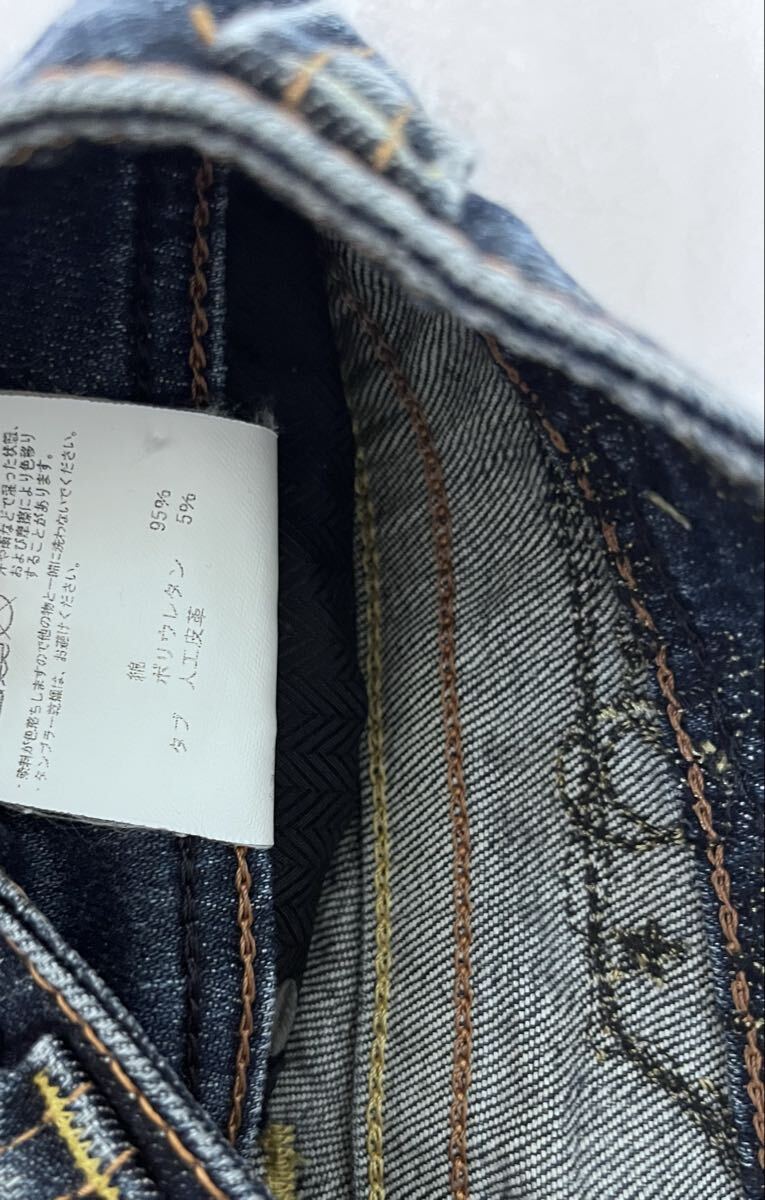 汗や雨などで湿った状態、
および摩擦により色移り
することがあります。
・染料が色落ちしますので他の物と一緒に洗わないでください。
・タンブラー乾燥は、お避けください。
綿 95%
ポリウレタン 5%
タブ 人工皮革